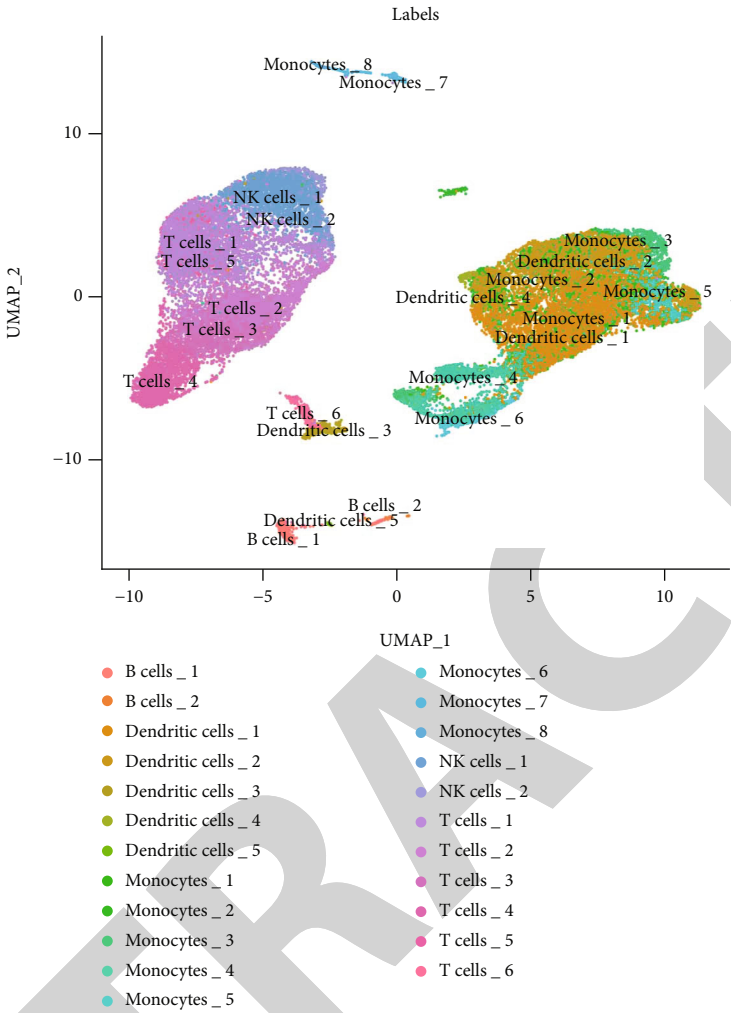 Labels
Monocytes _ 8
Monocytes _ 7
10
NK cells _ 1
NK cells _ 2
T cells _ 1
Monocytes _ 3
T cells _ 5
Dendritic cells _ 2
Monocytes _ 2
Monocytes _ 5
UMAP_2
0
Dendritic cells _ 4
T cells _ 2
Monocytes _ 1
T cells _ 3
Dendritic cells _ 1
T cells _ 4
Monocytes _ 4
T cells _ 6
Monocytes _ 6
Dendritic cells _ 3
−10
B cells _ 2
Dendritic cells _ 5
B cells _ 1
−10 −5 0 5 10
UMAP_1
B cells _ 1
B cells _ 2
Dendritic cells _ 1
Dendritic cells _ 2
Dendritic cells _ 3
Dendritic cells _ 4
Dendritic cells _ 5
Monocytes _ 1
Monocytes _ 2
Monocytes _ 3
Monocytes _ 4
Monocytes _ 5
Monocytes _ 6
Monocytes _ 7
Monocytes _ 8
NK cells _ 1
NK cells _ 2
T cells _ 1
T cells _ 2
T cells _ 3
T cells _ 4
T cells _ 5
T cells _ 6
TRAC